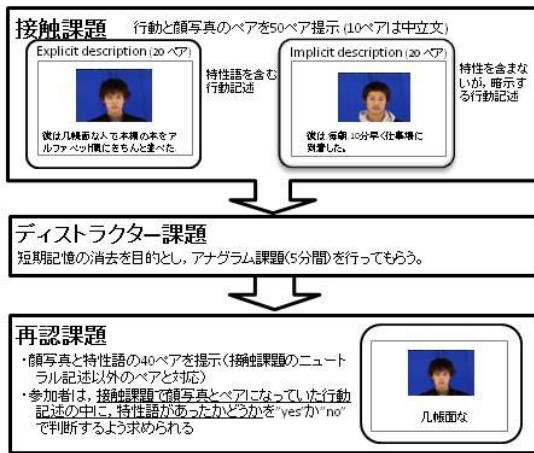 接触課題 行動と顔写真のペアを50ペア提示 (10ペアは中立文)
Explicit description (20 ペア)
彼は几帳面な人で本棚の本をア
ルファベット順にきちんと並べた
特性語を含む
行動記述
Implicit description (20 ペア)
彼は毎朝、10分早く仕事場に
到着した。
特性を含まな
いが, 暗示す
る行動記述
ディストラクター課題
短期記憶の消去を目的とし, アナグラム課題(5分間)を行ってもらう。
再認課題
・顔写真と特性語の40ペアを提示(接触課題のニュート
ラル記述以外のペアと対応)
・参加者は, 接触課題で顔写真とペアになっていた行動
記述の中に, 特性語があったかどうかを"yes"か"no"
で判断するよう求められる
几帳面な